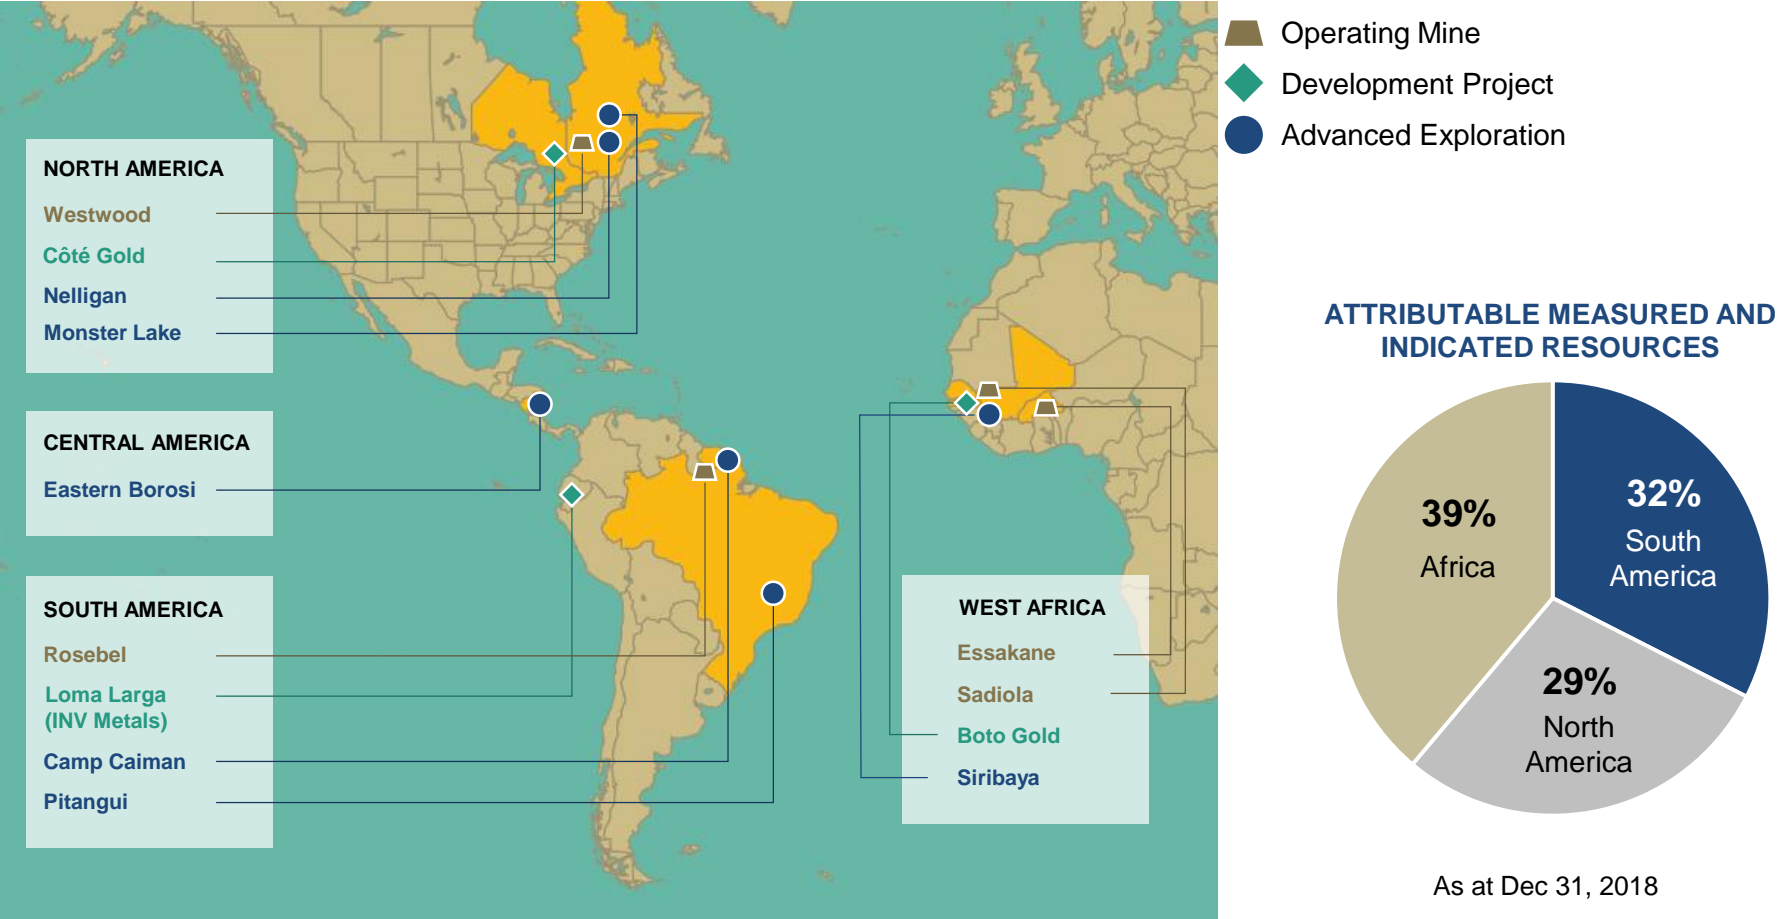 NORTH AMERICA
Westwood
Côté Gold
Nelligan
Monster Lake
CENTRAL AMERICA
Eastern Borosi
SOUTH AMERICA
Rosebel
Loma Larga
(INV Metals)
Camp Caiman
Pitangui
WEST AFRICA
Essakane
Sadiola
Boto Gold
Siribaya
Operating Mine
Development Project
Advanced Exploration
ATTRIBUTABLE MEASURED AND
INDICATED RESOURCES
39%
Africa
32%
South
America
29%
North
America
As at Dec 31, 2018